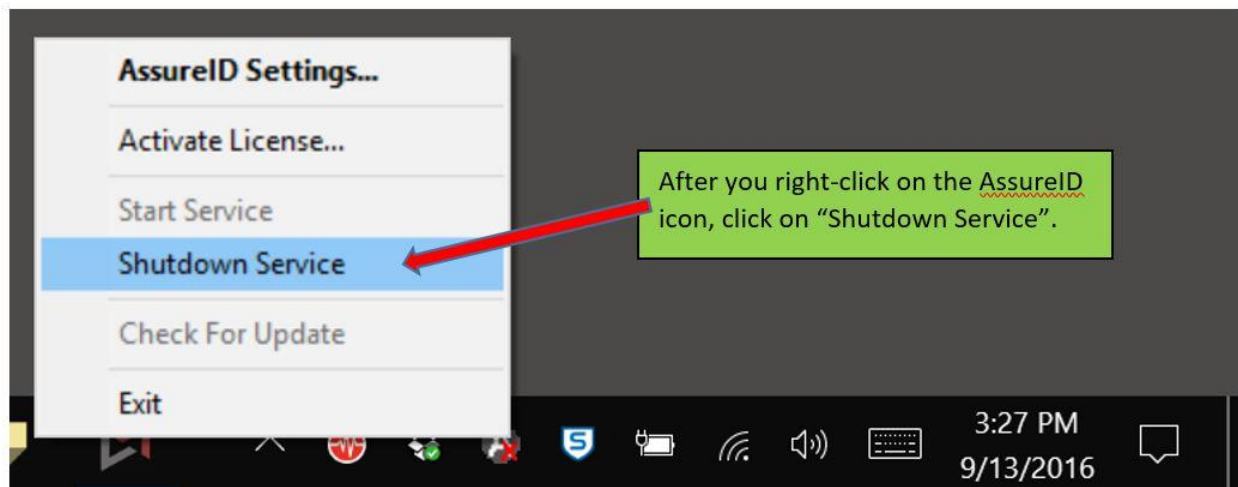 AssureID Settings...
Activate License...
Start Service
Shutdown Service
Check For Update
Exit
After you right-click on the AssureID
icon, click on “Shutdown Service”.
3:27 PM
9/13/2016